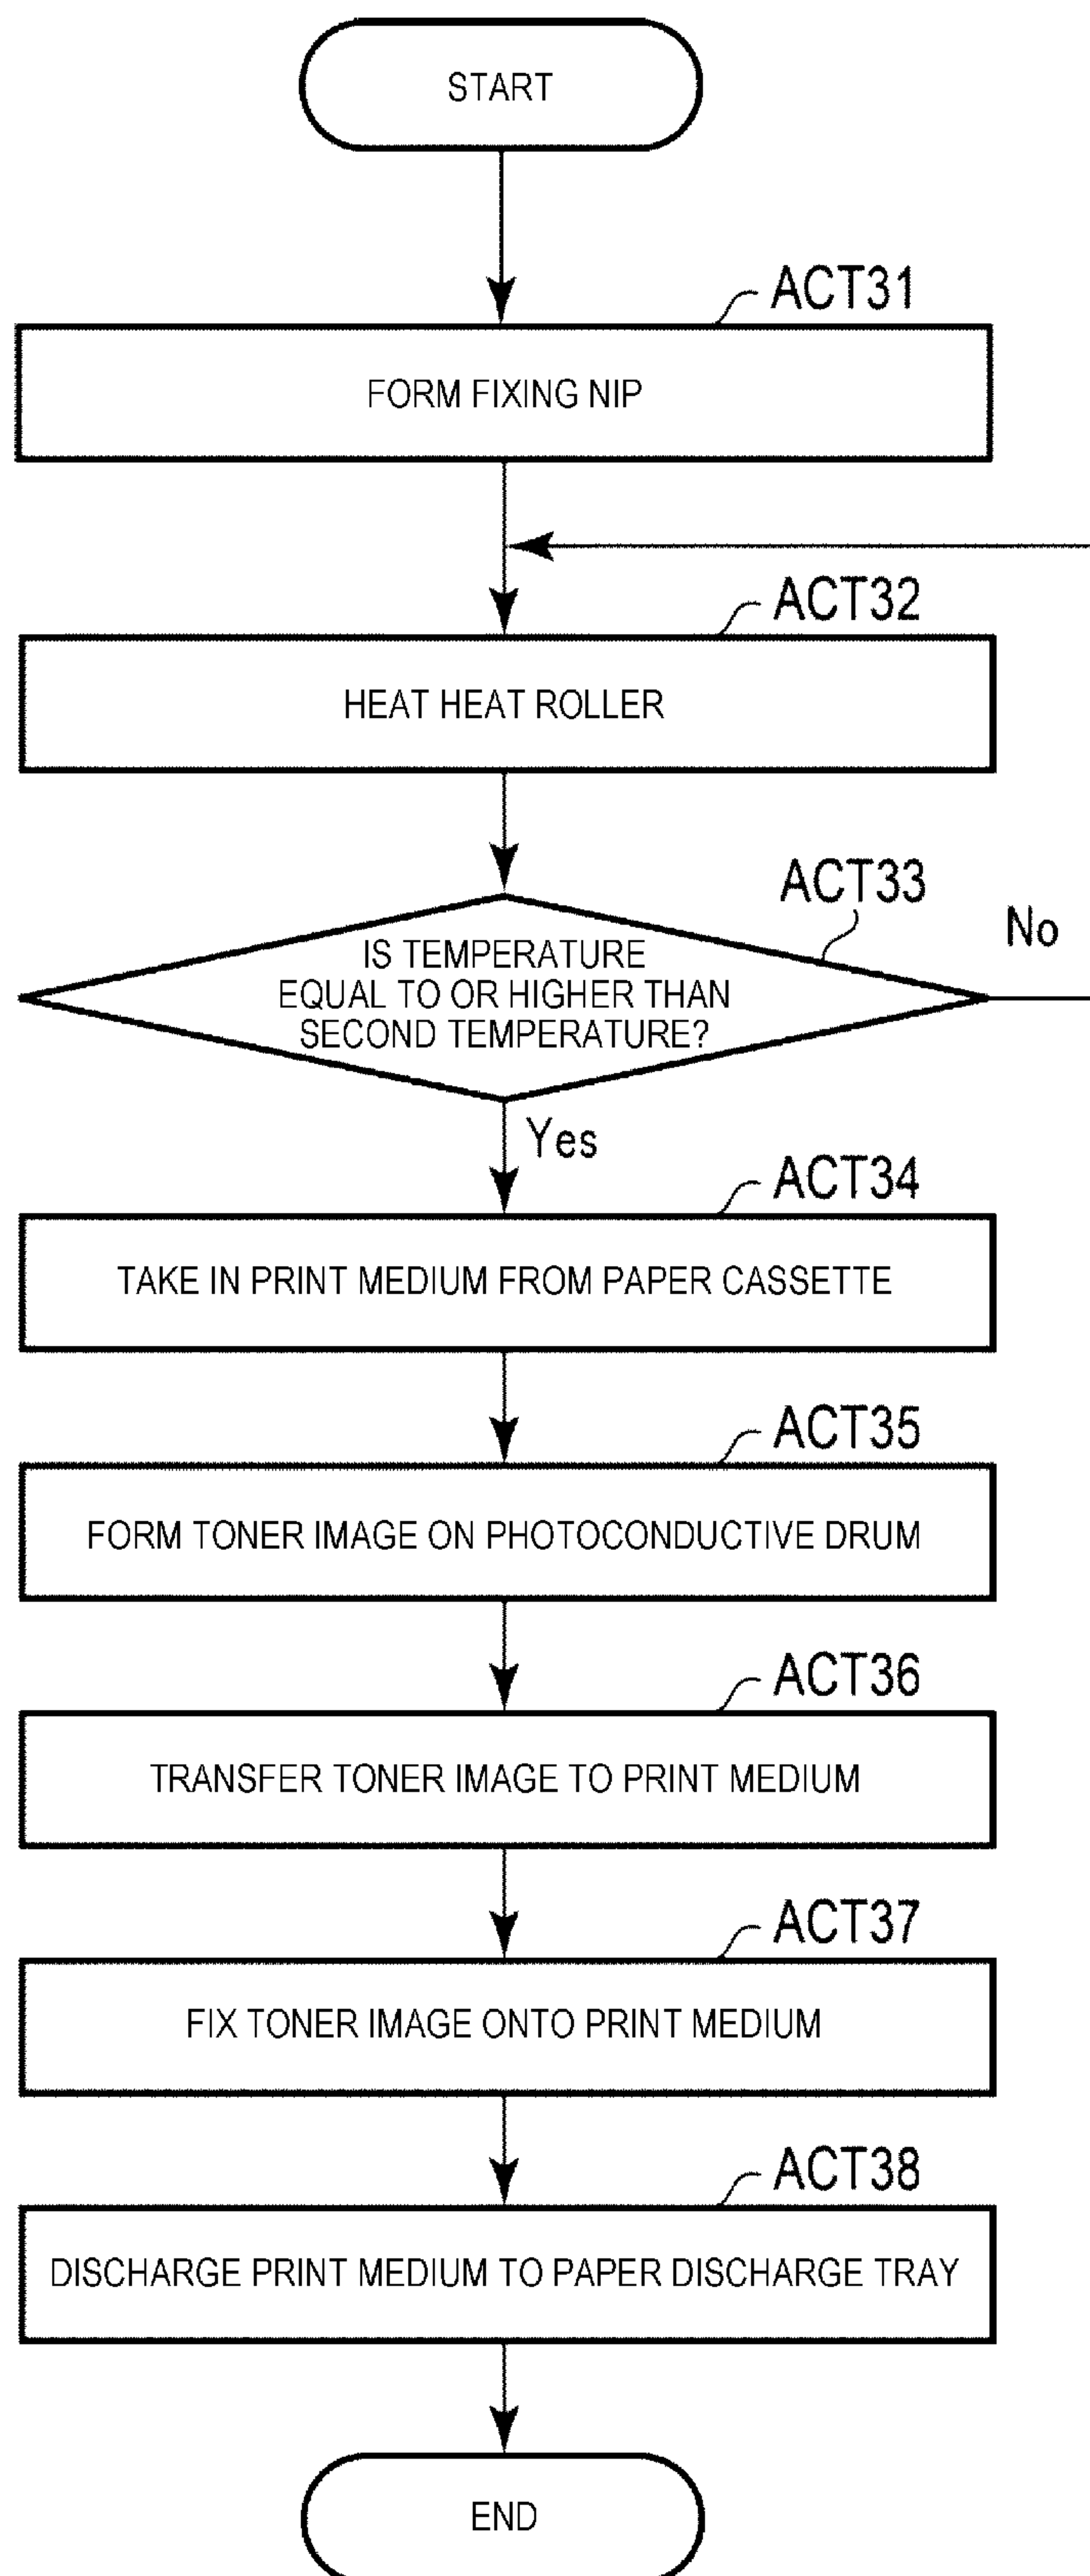 START
ACT31
FORM FIXING NIP
ACT32
HEAT HEAT ROLLER
ACT33
No
IS TEMPERATURE
EQUAL TO OR HIGHER THAN
SECOND TEMPERATURE?
Yes
ACT34
TAKE IN PRINT MEDIUM FROM PAPER CASSETTE
ACT35
FORM TONER IMAGE ON PHOTOCONDUCTIVE DRUM
ACT36
TRANSFER TONER IMAGE TO PRINT MEDIUM
ACT37
FIX TONER IMAGE ONTO PRINT MEDIUM
ACT38
DISCHARGE PRINT MEDIUM TO PAPER DISCHARGE TRAY
END